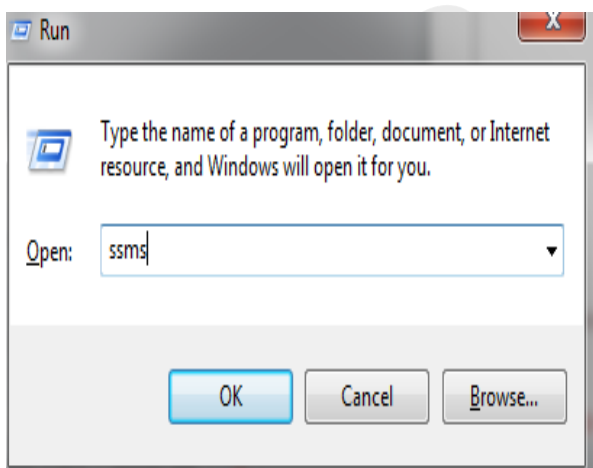 Run
X
Type the name of a program, folder, document, or Internet
resource, and Windows will open it for you.
Open: ssms
OK Cancel Browse...